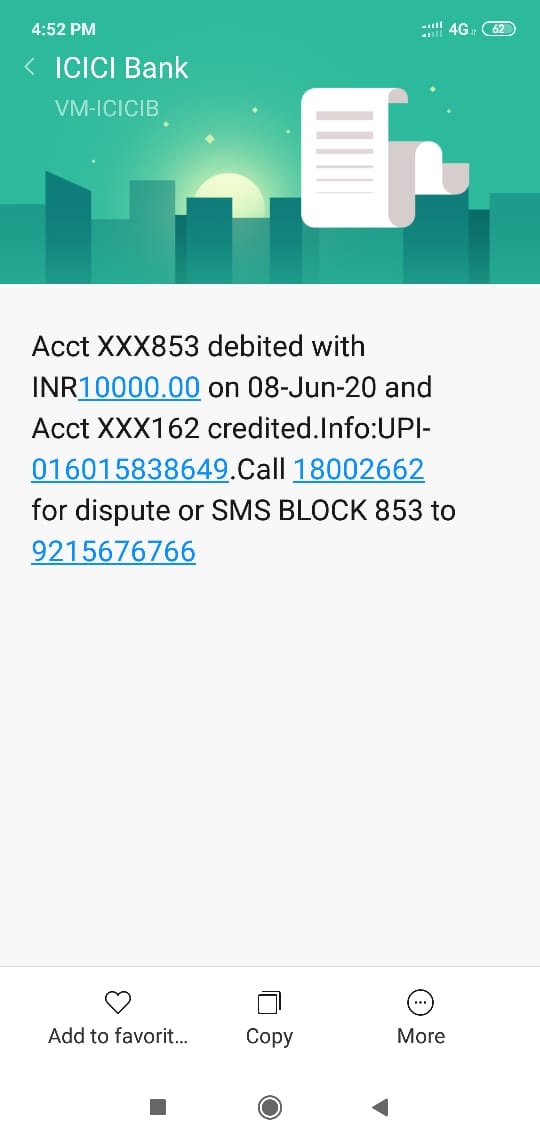 4:52 PM
4G
62
ICICI Bank
VM-ICICIB
Acct XXX853 debited with
INR10000.00 on 08-Jun-20 and
Acct XXX162 credited.Info:UPI-
016015838649.Call 18002662
for dispute or SMS BLOCK 853 to
9215676766
Add to favorit...
Copy
More